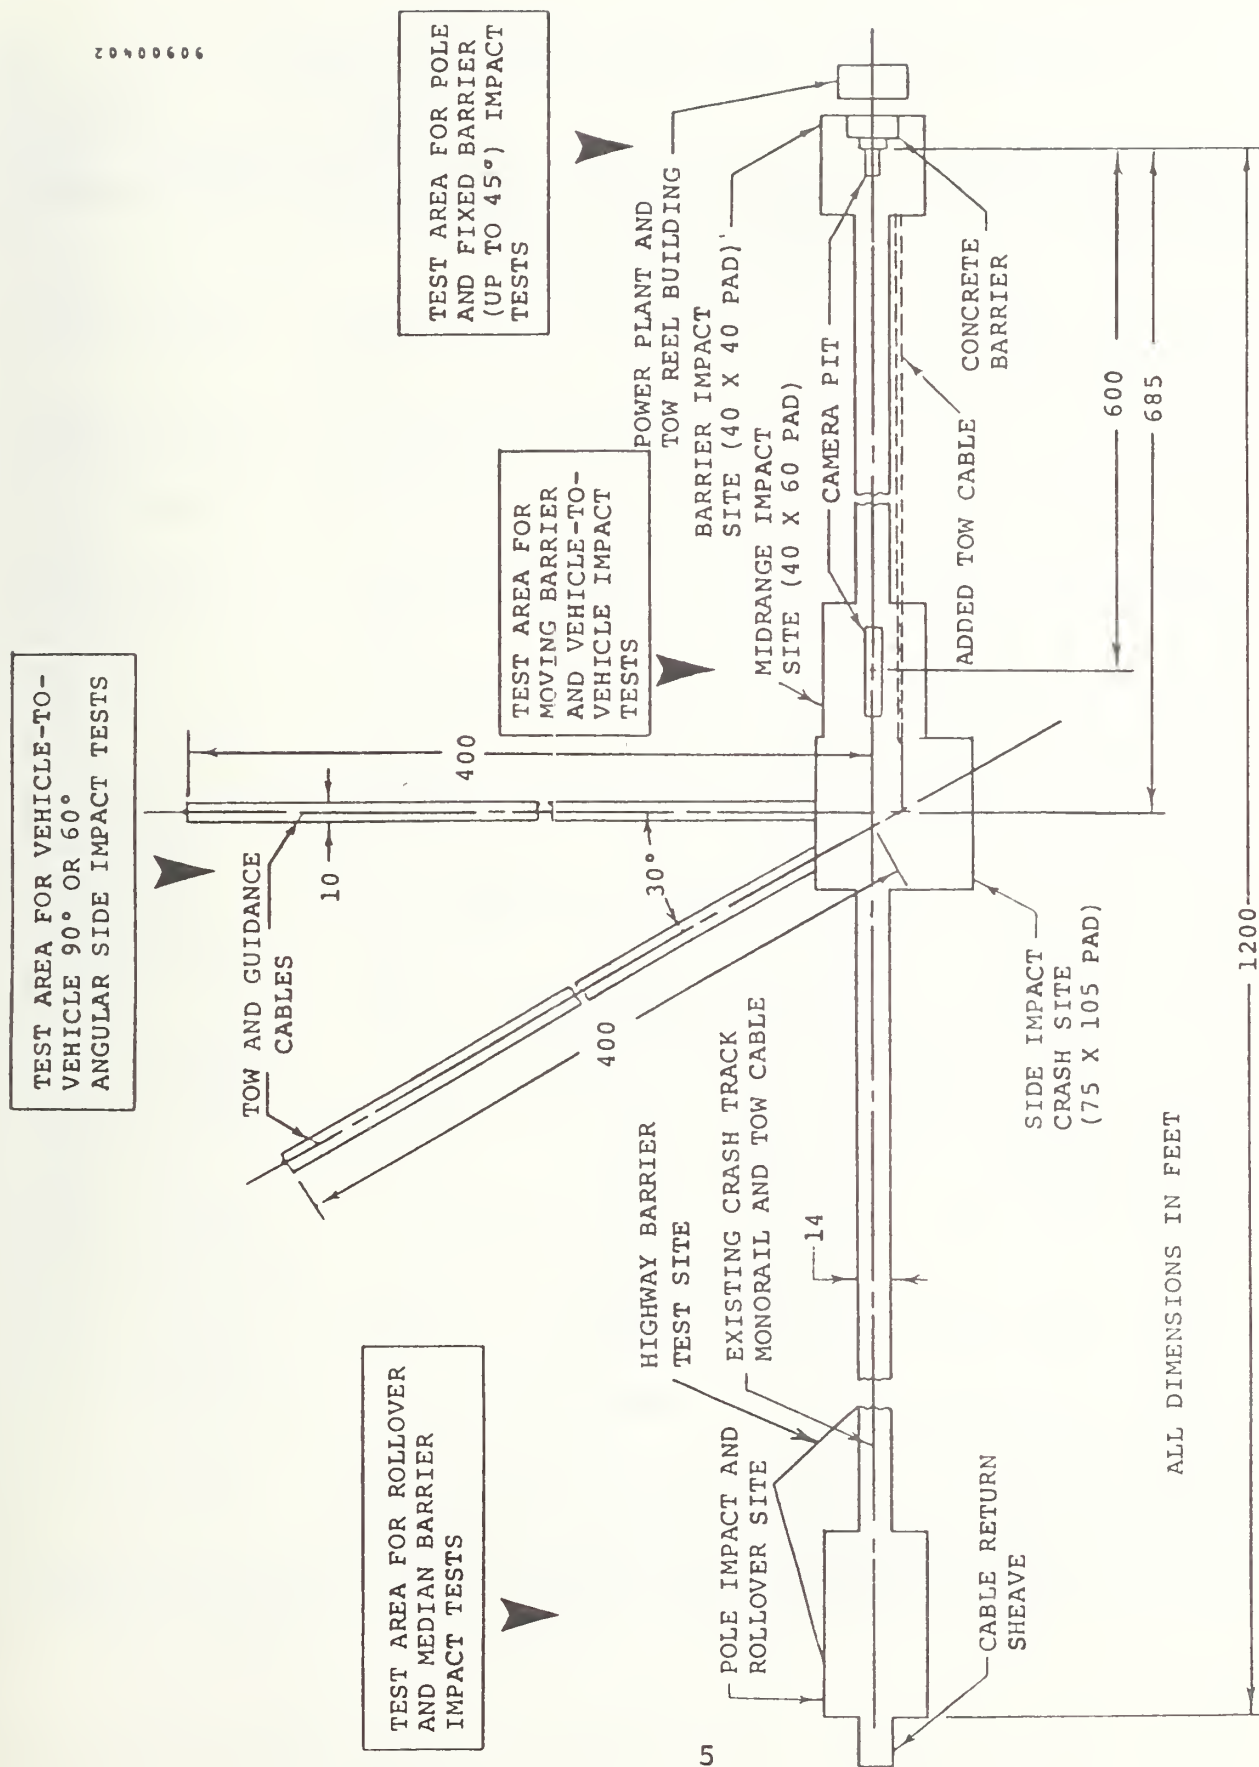 90900402
TEST AREA FOR VEHICLE-TO-
VEHICLE 90° OR 60°
ANGULAR SIDE IMPACT TESTS
TEST AREA FOR POLE
AND FIXED BARRIER
(UP TO 45°) IMPACT
TESTS
TEST AREA FOR
MOVING BARRIER
AND VEHICLE-TO-
VEHICLE IMPACT
TESTS
TEST AREA FOR ROLLOVER
AND MEDIAN BARRIER
IMPACT TESTS
TOW AND GUIDANCE
CABLES
10
400
30°
400
POWER PLANT AND
TOW REEL BUILDING
BARRIER IMPACT
SITE (40 X 40 PAD)
MIDRANGE IMPACT
SITE (40 X 60 PAD)
CAMERA PIT
HIGHWAY BARRIER
TEST SITE
POLE IMPACT AND
ROLLOVER SITE
EXISTING CRASH TRACK
MONORAIL AND TOW CABLE
14
CABLE RETURN
SHEAVE
SIDE IMPACT
CRASH SITE
(75 X 105 PAD)
ADDED TOW CABLE
CONCRETE
BARRIER
600
685
1200
ALL DIMENSIONS IN FEET
5